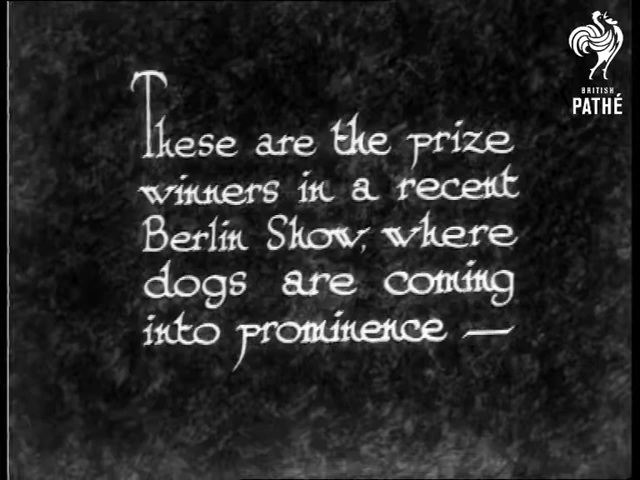 BRITISH
PATHÉ
These are the prize
winners in a recent
Berlin Show, where
dogs are coming
into prominence —